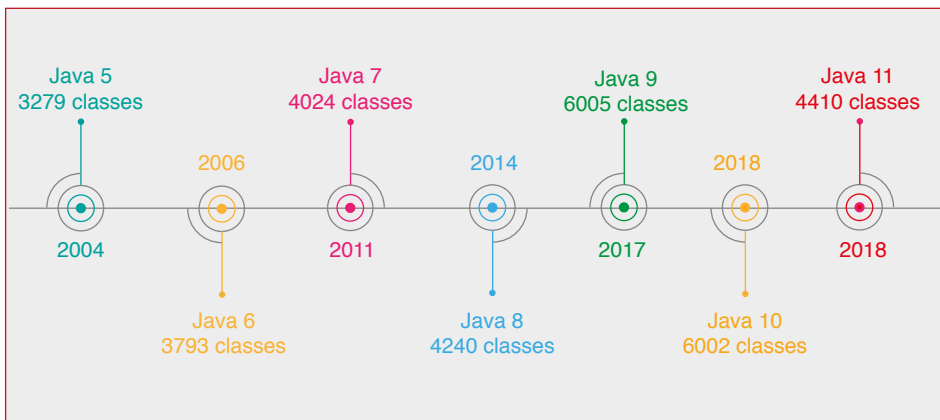 Java 5
3279 classes
2004
2006
Java 6
3793 classes
Java 7
4024 classes
2011
2014
Java 8
4240 classes
Java 9
6005 classes
2017
2018
Java 10
6002 classes
Java 11
4410 classes
2018